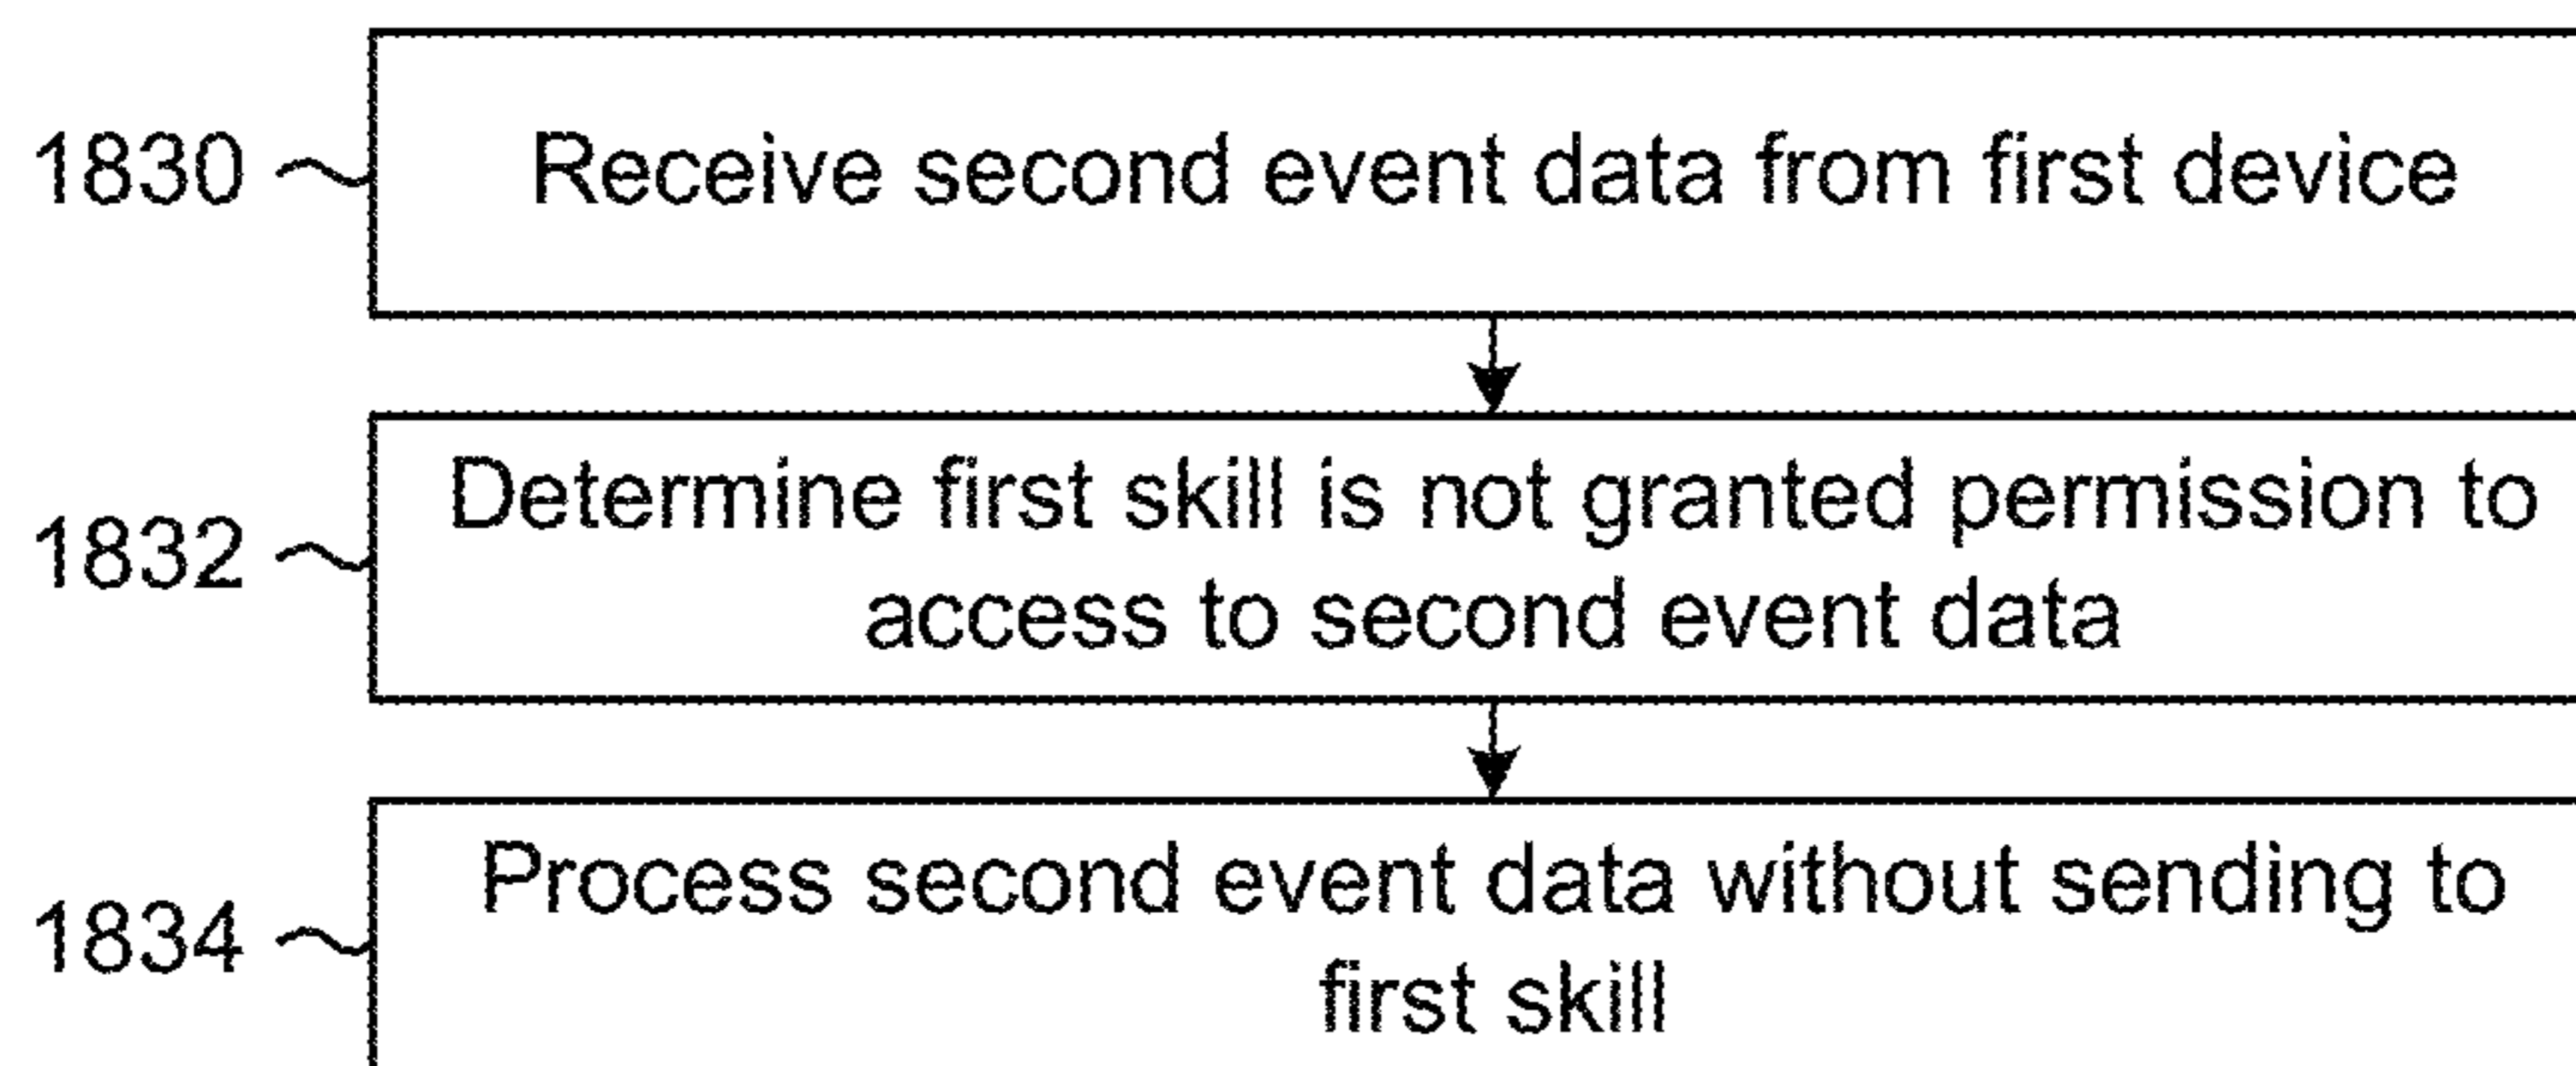 1830
Receive second event data from first device
1832
Determine first skill is not granted permission to
access to second event data
1834
Process second event data without sending to
first skill